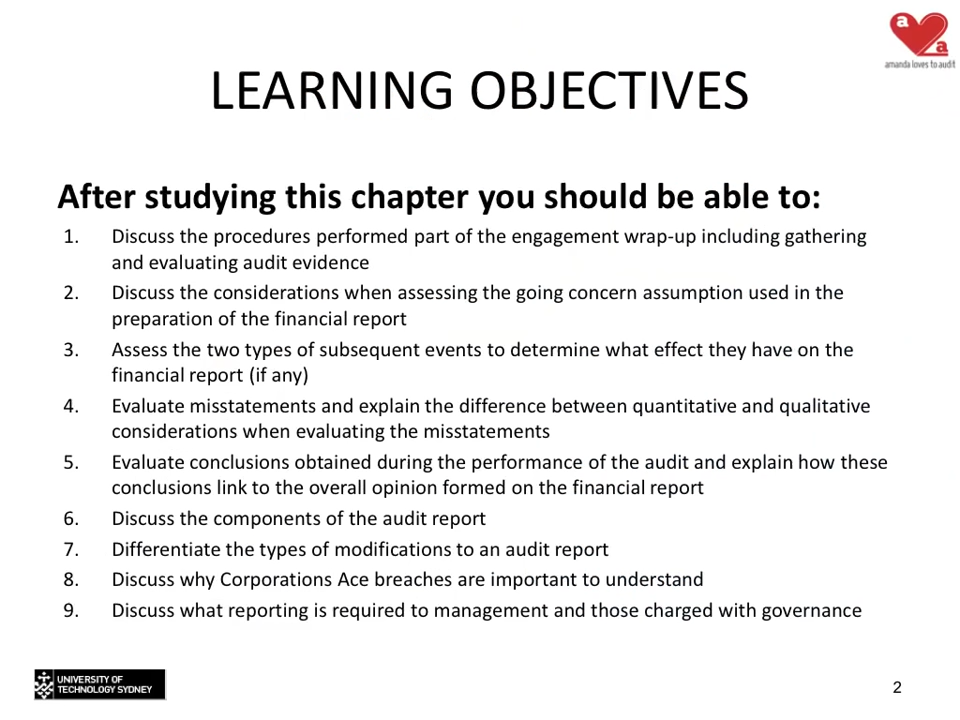 a
a
amanda loves to audit
LEARNING OBJECTIVES
After studying this chapter you should be able to:
1. Discuss the procedures performed part of the engagement wrap-up including gathering
and evaluating audit evidence
2. Discuss the considerations when assessing the going concern assumption used in the
preparation of the financial report
3. Assess the two types of subsequent events to determine what effect they have on the
financial report (if any)
4. Evaluate misstatements and explain the difference between quantitative and qualitative
considerations when evaluating the misstatements
5. Evaluate conclusions obtained during the performance of the audit and explain how these
conclusions link to the overall opinion formed on the financial report
6. Discuss the components of the audit report
7. Differentiate the types of modifications to an audit report
8. Discuss why Corporations Ace breaches are important to understand
9. Discuss what reporting is required to management and those charged with governance
UNIVERSITY OF
TECHNOLOGY SYDNEY
2